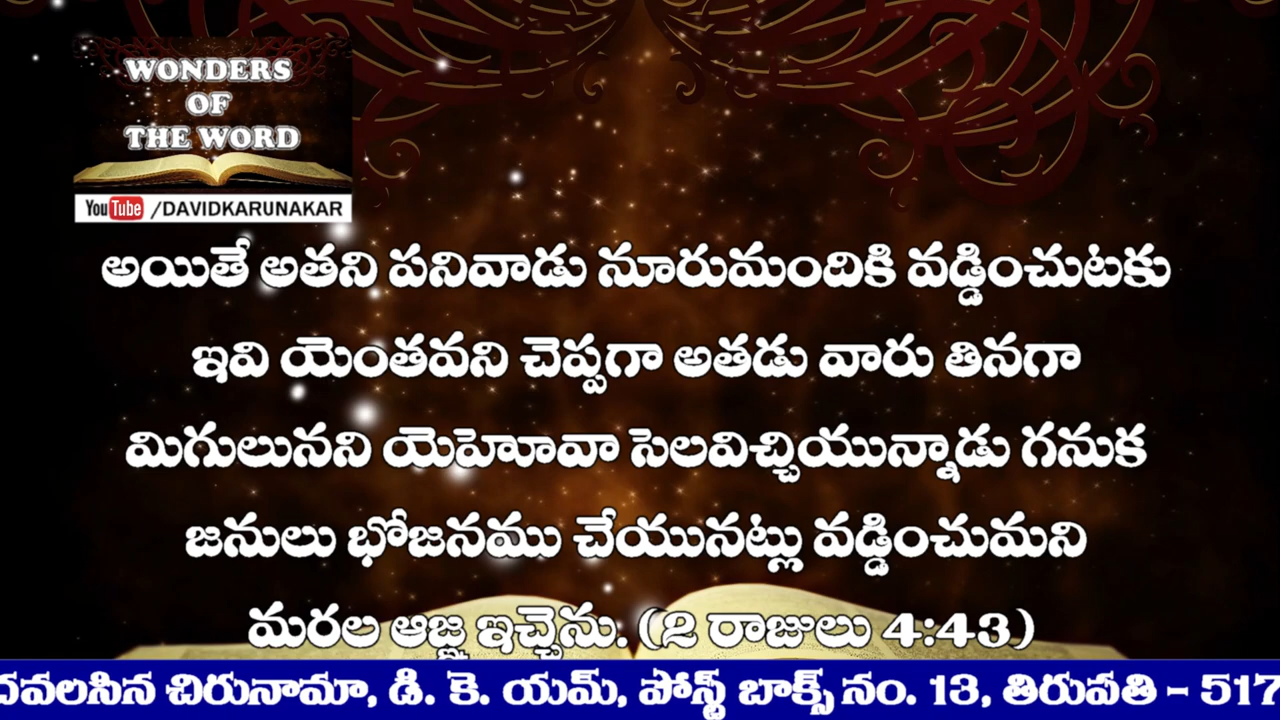 WONDERS
OF
THE WORD
YouTube /DAVIDKARUNAKAR
అయితే అతని పనివాడు నూరుమందికి వడ్డించుటకు
ఇవి యెంతవని చెప్పగా అతడు వారు తినగా
మిగులునని యెహోవా సెలవిచ్చియున్నాడు గనుక
జనులు భోజనము చేయునట్లు వడ్డించుమని
మరల ఆజ్ఞ ఇచ్చెను. (2 రాజులు 4:43)
దవలసిన చిరునామా, డి. కె. యమ్, పోస్ట్ బాక్స్ నం. 13, తిరుపతి - 517